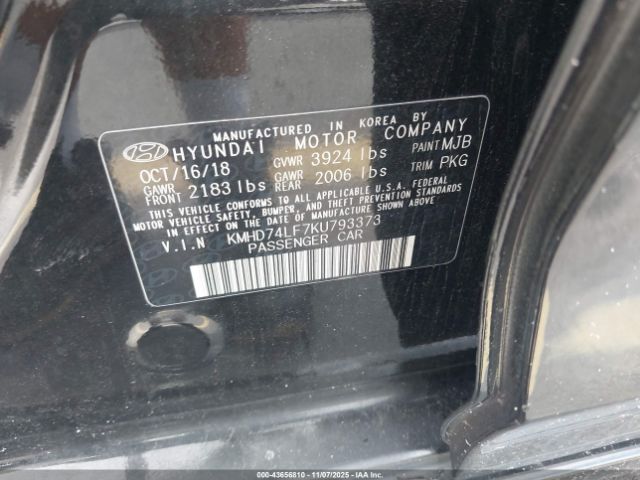 MANUFACTURED IN KOREA BY
HYUNDAI MOTOR COMPANY
OCT/16/18 GVWR 3924 lbs PAINT MJB
GAWR FRONT 2183 lbs GAWR REAR 2006 lbs TRIM PKG
THIS VEHICLE CONFORMS TO ALL APPLICABLE U.S.A. FEDERAL
MOTOR VEHICLE SAFETY, BUMPER, AND THEFT PREVENTION STANDARDS
IN EFFECT ON THE DATE OF MANUFACTURE SHOWN ABOVE.
V.I.N KMHD74LF7KU793373
PASSENGER CAR
000-43656810 11/07/2025 IAAI.COM